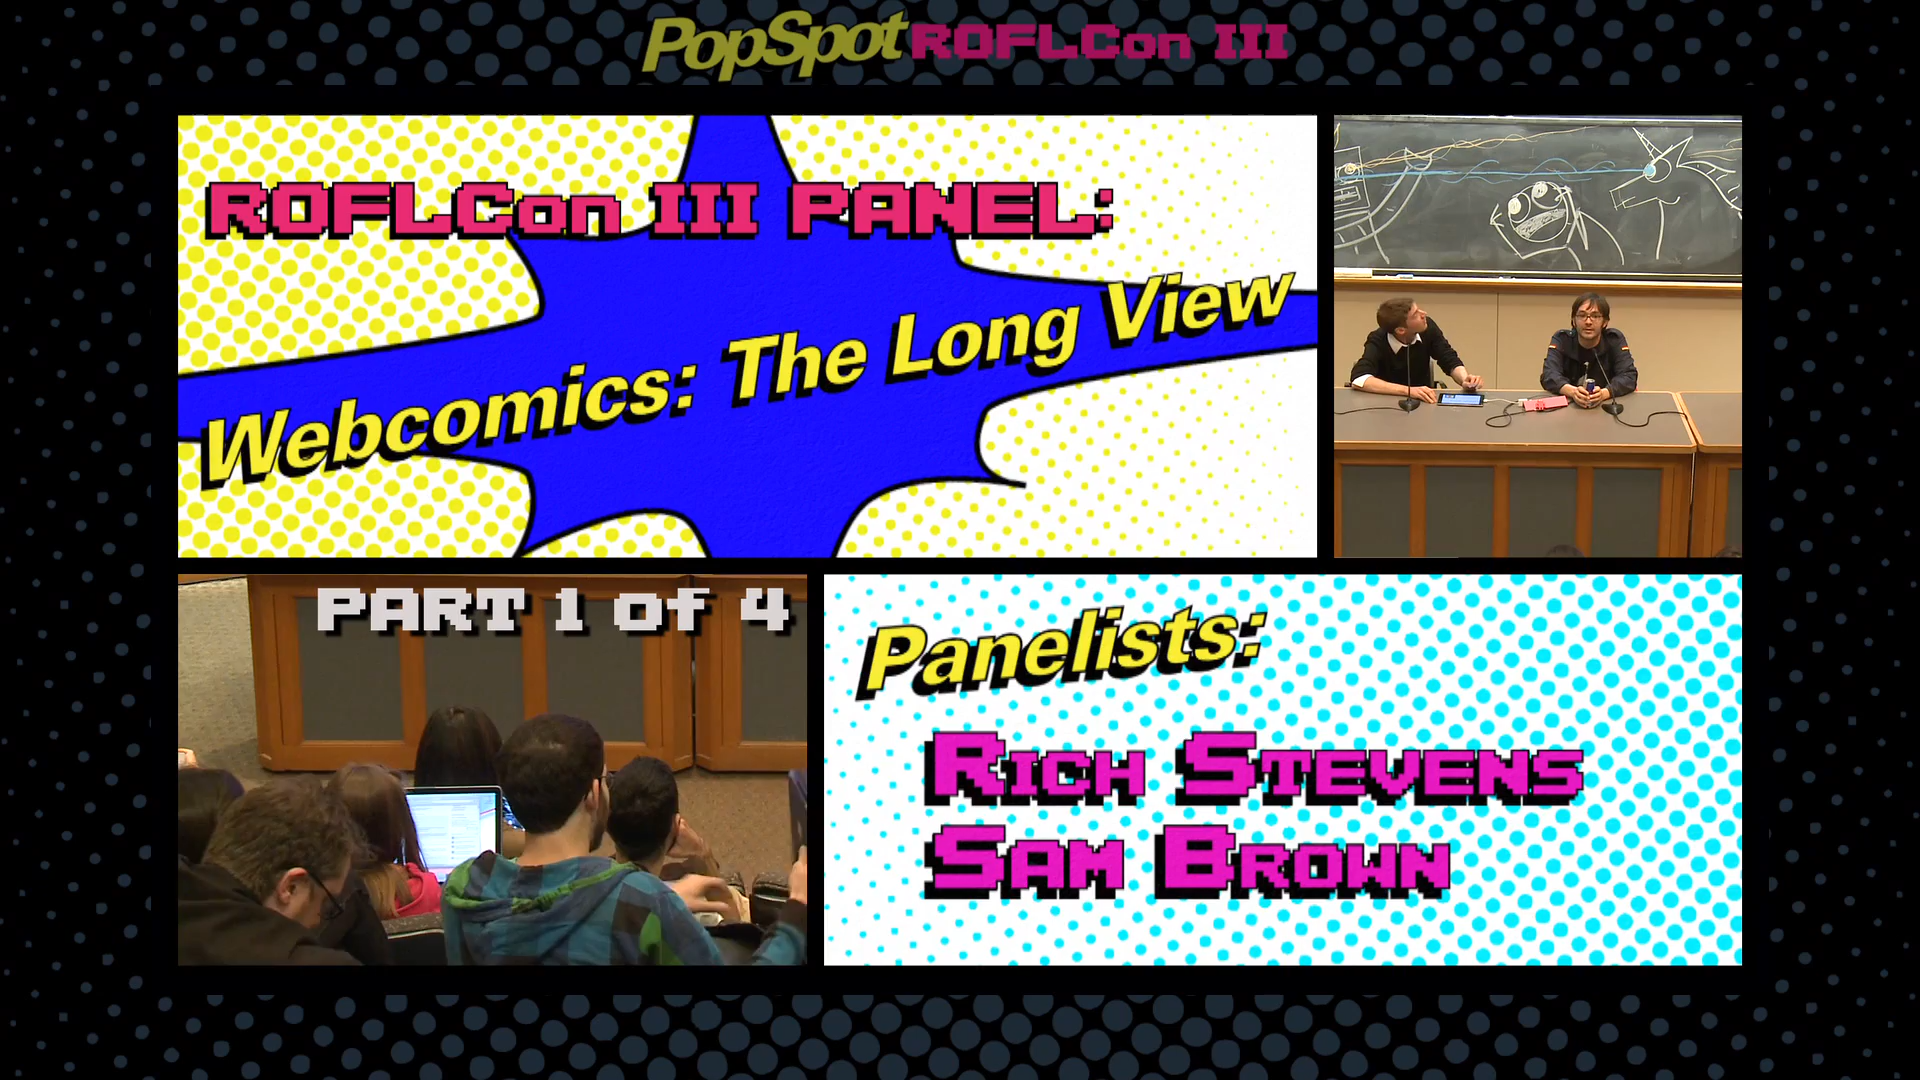 PopSpot ROFLCon III
ROFLCon III PANEL:
Webcomics: The Long View
PART 1 of 4
Panelists:
Rich Stevens
Sam Brown